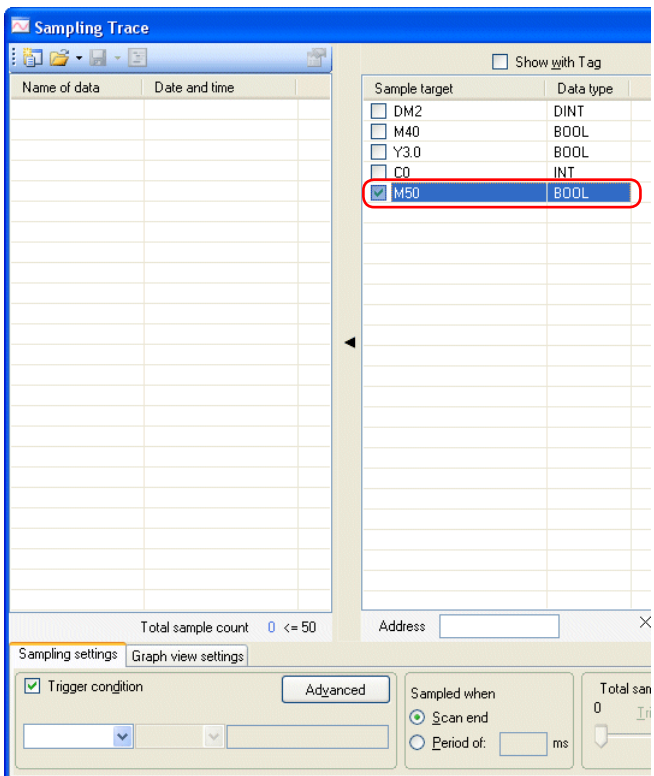 Sampling Trace
Show with Tag
Name of data Date and time
Sample target Data type
DM2 DINT
M40 BOOL
Y3.0 BOOL
C0 INT
M50 BOOL
Total sample count 0 <= 50
Address
Sampling settings Graph view settings
Trigger condition Advanced
Sampled when
Scan end
Period of: ms
Total sam
0